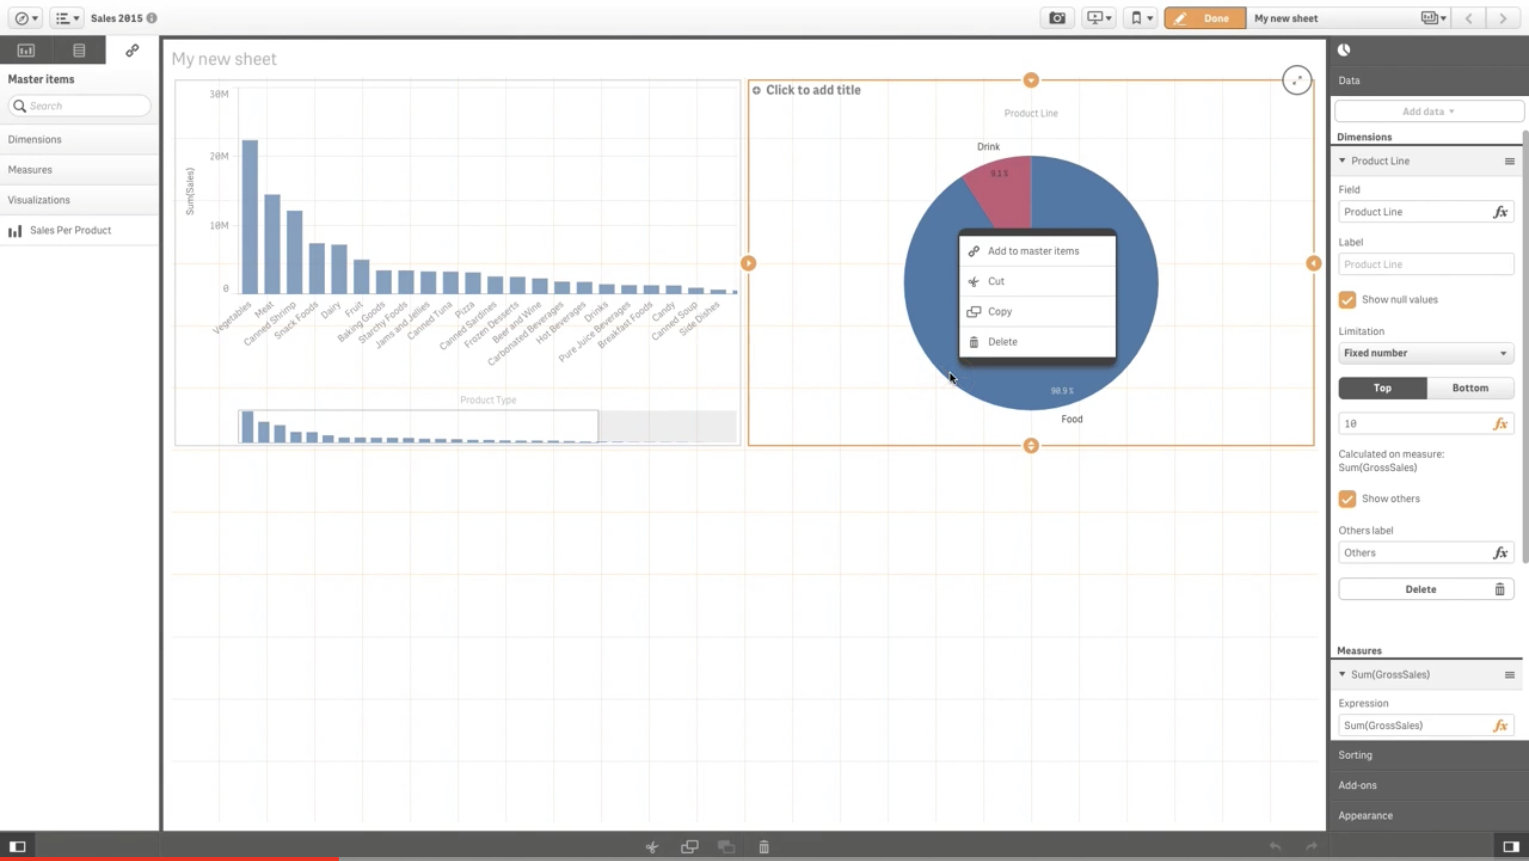 Sales 2015
Done
My new sheet
Master items
Search
Dimensions
Measures
Visualizations
Sales Per Product
My new sheet
30M
20M
10M
0
Sum(Sales)
Vegetables
Meat
Canned Shrimp
Snack Foods
Dairy
Fruit
Baking Goods
Starchy Foods
Jams and Jellies
Canned Tuna
Pizza
Canned Sardines
Frozen Desserts
Beer and Wine
Carbonated Beverages
Hot Beverages
Drinks
Pure Juice Beverages
Breakfast Foods
Candy
Canned Soup
Side Dishes
Product Type
Click to add title
Product Line
Drink
9.1%
Add to master items
Cut
Copy
Delete
90.9%
Food
Data
Add data
Dimensions
Product Line
Field
Product Line
fx
Label
Product Line
Show null values
Limitation
Fixed number
Top
Bottom
10
fx
Calculated on measure:
Sum(GrossSales)
Show others
Others label
Others
fx
Delete
Measures
Sum(GrossSales)
Expression
Sum(GrossSales)
fx
Sorting
Add-ons
Appearance